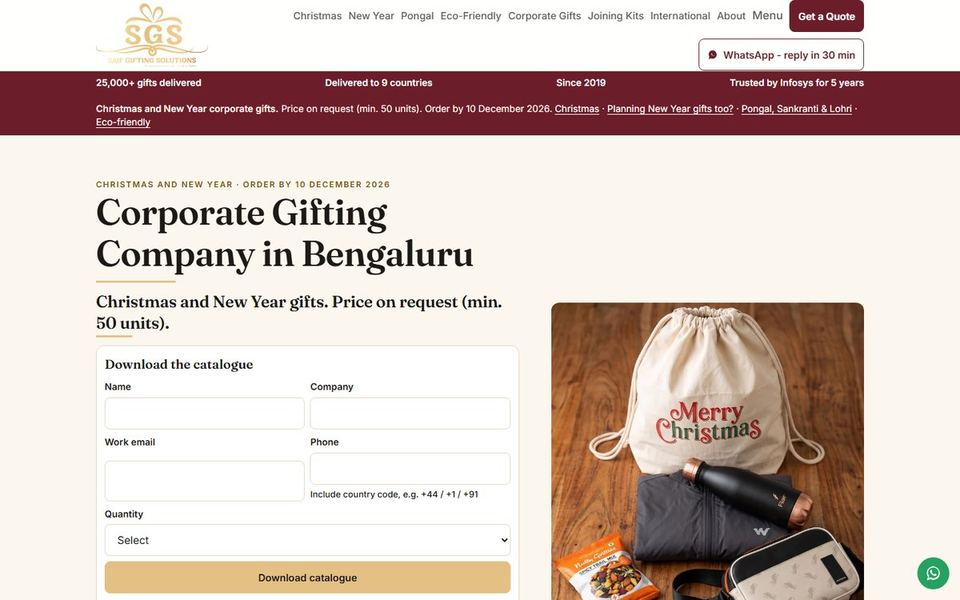 SGS
SIMP GIFTING SOLUTIONS
Christmas New Year Pongal Eco-Friendly Corporate Gifts Joining Kits International About Menu Get a Quote
WhatsApp - reply in 30 min
25,000+ gifts delivered Delivered to 9 countries Since 2019 Trusted by Infosys for 5 years
Christmas and New Year corporate gifts. Price on request (min. 50 units). Order by 10 December 2026. Christmas · Planning New Year gifts too? · Pongal, Sankranti & Lohri ·
Eco-friendly
CHRISTMAS AND NEW YEAR · ORDER BY 10 DECEMBER 2026
Corporate Gifting
Company in Bengaluru
Christmas and New Year gifts. Price on request (min.
50 units).
Download the catalogue
Name Company
Work email Phone
Include country code, e.g. +44 / +1 / +91
Quantity
Select
Download catalogue
Merry
Christmas
SPICY TRAIL MIX